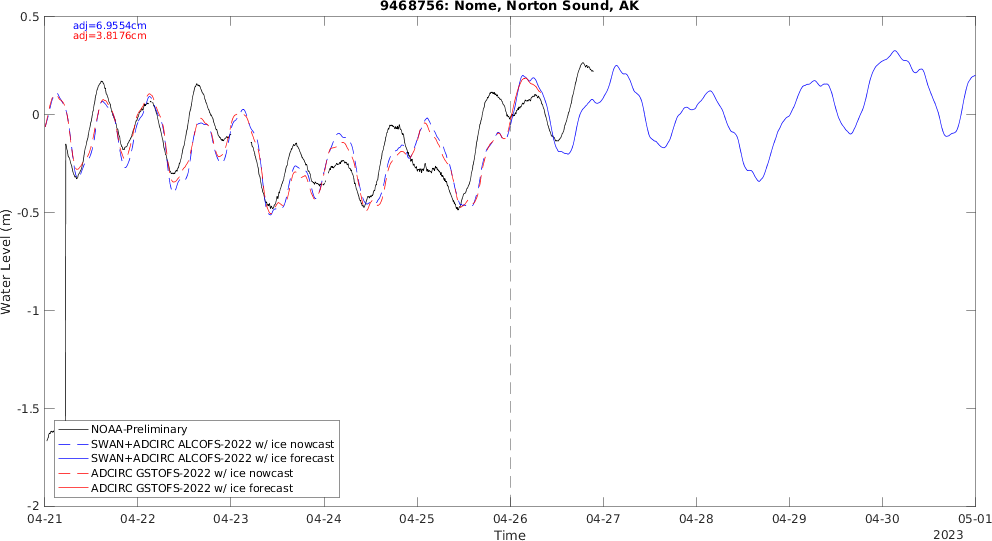 9468756: Nome, Norton Sound, AK
adj=6.9554cm
adj=3.8176cm
0.5
0
-0.5
-1
-1.5
-2
Water Level (m)
NOAA-Preliminary
SWAN+ADCIRC ALCOFS-2022 w/ ice nowcast
SWAN+ADCIRC ALCOFS-2022 w/ ice forecast
ADCIRC GSTOFS-2022 w/ ice nowcast
ADCIRC GSTOFS-2022 w/ ice forecast
04-21 04-22 04-23 04-24 04-25 04-26 04-27 04-28 04-29 04-30 05-01
Time
2023